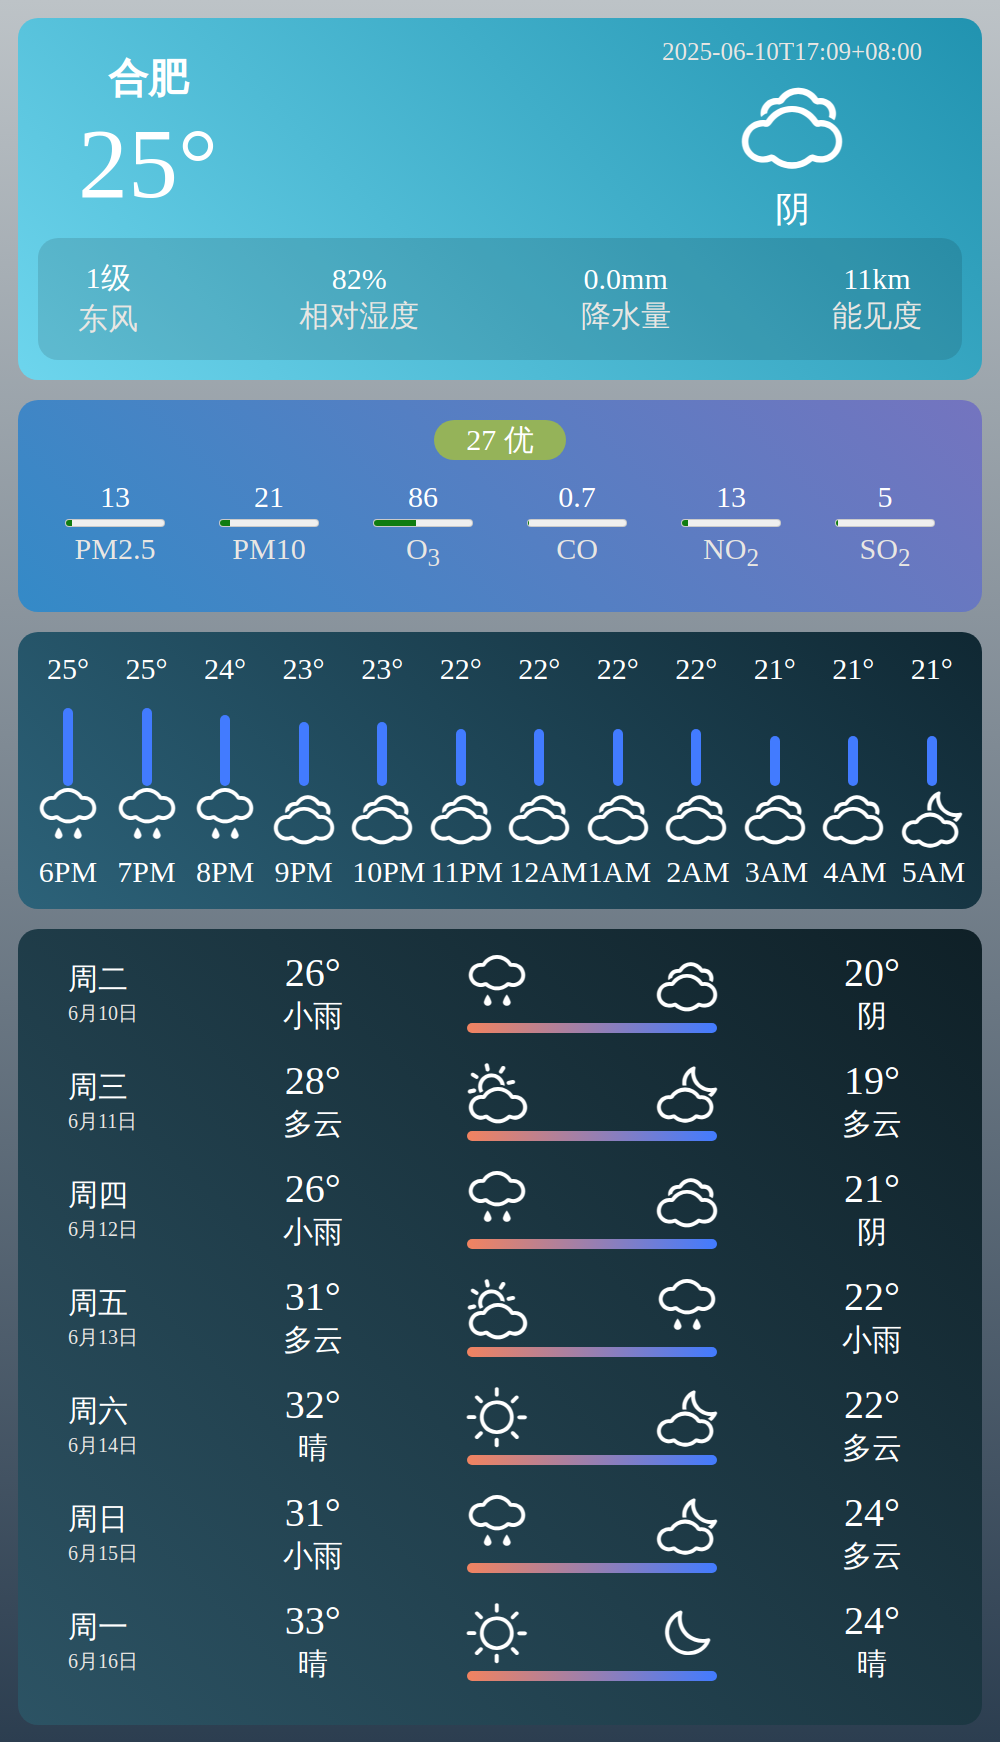 合肥
2025-06-10T17:09+08:00
25°
阴
1级 82% 0.0mm 11km
东风 相对湿度 降水量 能见度
27 优
13 21 86 0.7 13 5
PM2.5 PM10 O3 CO NO2 SO2
25° 25° 24° 23° 23° 22° 22° 22° 22° 21° 21° 21°
6PM 7PM 8PM 9PM 10PM 11PM 12AM 1AM 2AM 3AM 4AM 5AM
周二 26° 20°
6月10日 小雨 阴
周三 28° 19°
6月11日 多云 多云
周四 26° 21°
6月12日 小雨 阴
周五 31° 22°
6月13日 多云 小雨
周六 32° 22°
6月14日 晴 多云
周日 31° 24°
6月15日 小雨 多云
周一 33° 24°
6月16日 晴 晴